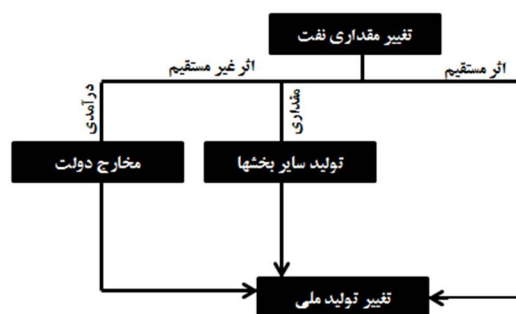 تغییر مقداری نفت
اثر مستقیم
اثر غیر مستقیم
مقداری
درآمدی
تولید سایر بخشها
مخارج دولت
تغییر تولید ملی